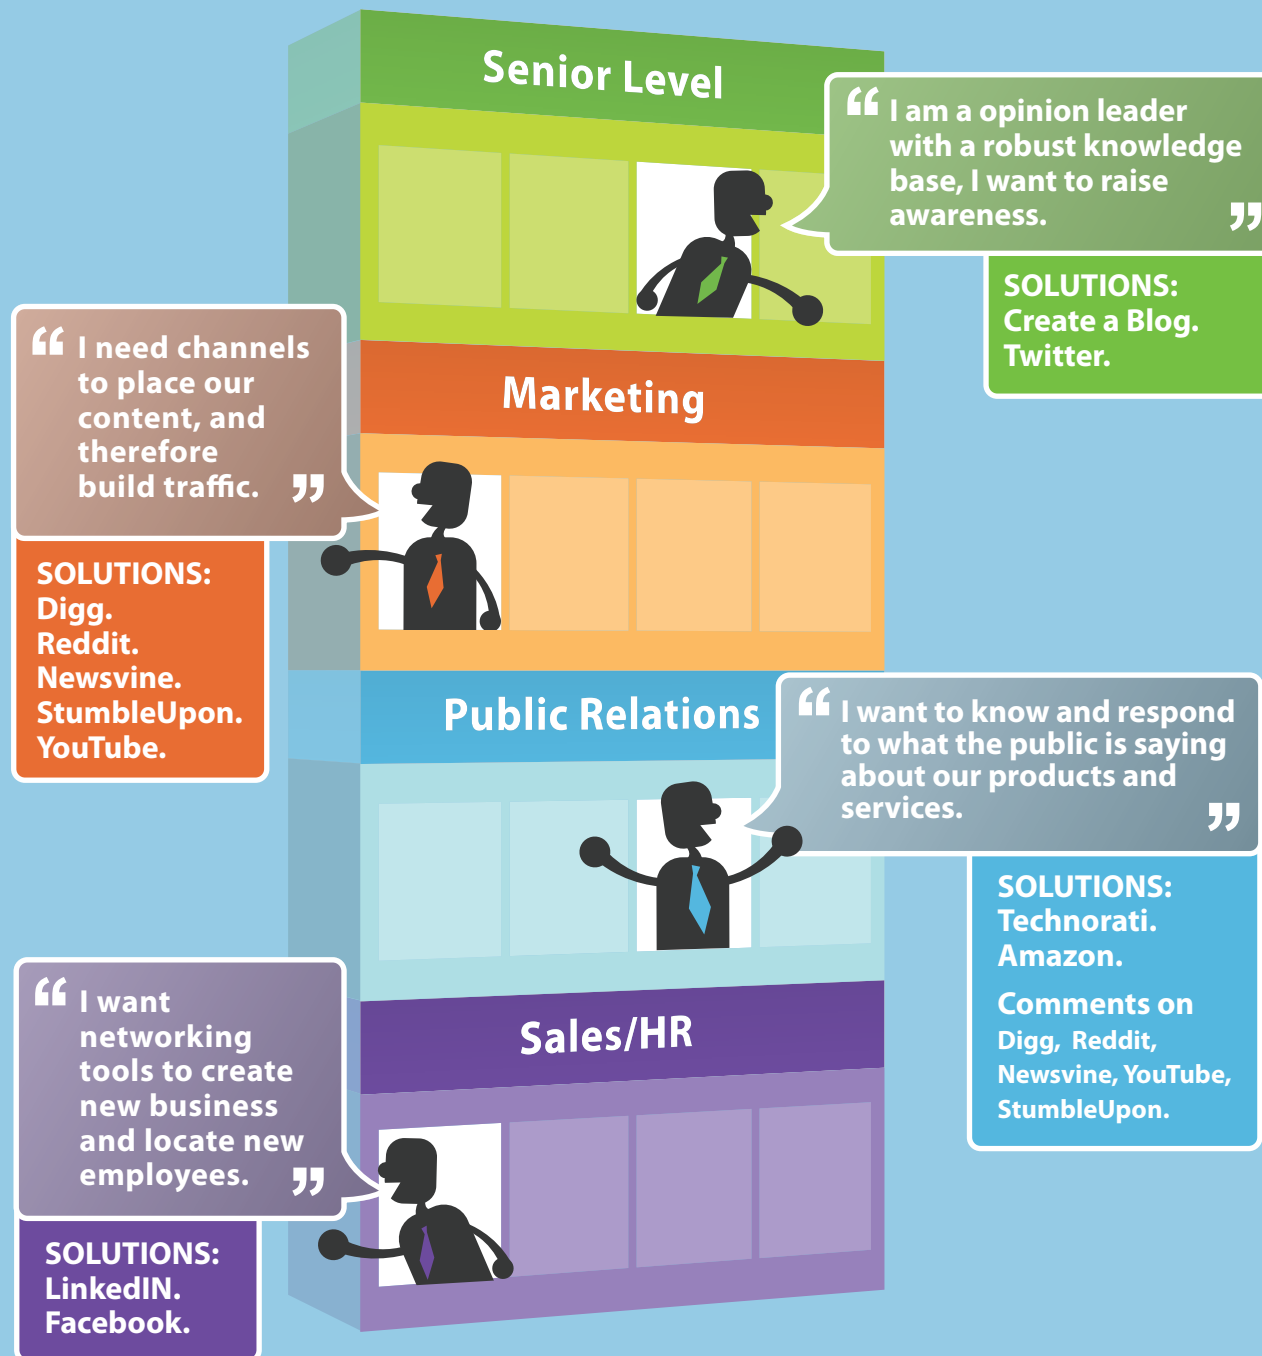 Senior Level
“ I am a opinion leader
with a robust knowledge
base, I want to raise
awareness. ”
SOLUTIONS:
Create a Blog.
Twitter.
“ I need channels
to place our
content, and
therefore
build traffic. ”
SOLUTIONS:
Digg.
Reddit.
Newsvine.
StumbleUpon.
YouTube.
Marketing
Public Relations
“ I want to know and respond
to what the public is saying
about our products and
services. ”
SOLUTIONS:
Technorati.
Amazon.
Comments on
Digg, Reddit,
Newsvine, YouTube,
StumbleUpon.
“ I want
networking
tools to create
new business
and locate new
employees. ”
SOLUTIONS:
LinkedIN.
Facebook.
Sales/HR